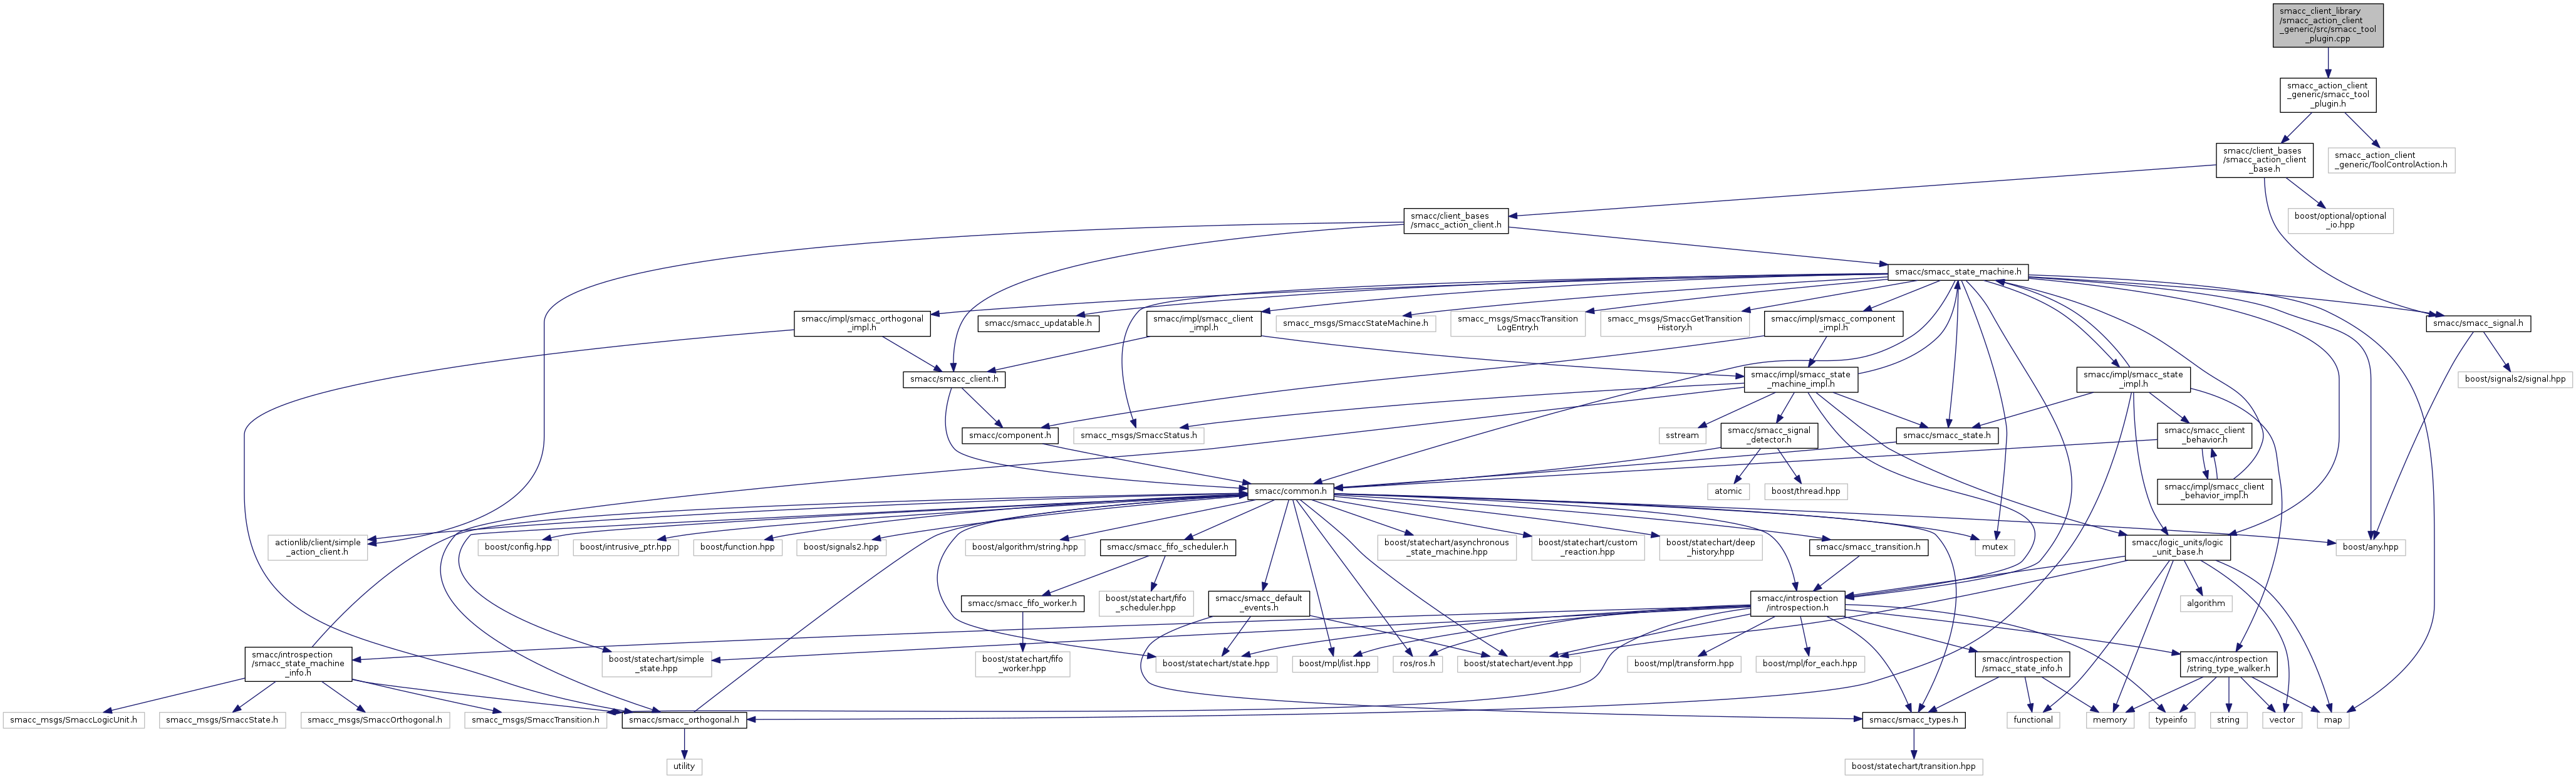 smacc_client_library
/smacc_action_client
_generic/src/smacc_tool
_plugin.cpp
smacc_action_client
_generic/smacc_tool
_plugin.h
smacc/client_bases
/smacc_action_client
_base.h
smacc_action_client
_generic/ToolControlAction.h
smacc/client_bases
/smacc_action_client.h
boost/optional/optional
_io.hpp
smacc/smacc_state_machine.h
smacc/impl/smacc_orthogonal
_impl.h
smacc/smacc_updatable.h
smacc/impl/smacc_client
_impl.h
smacc_msgs/SmaccStateMachine.h
smacc_msgs/SmaccTransition
LogEntry.h
smacc_msgs/SmaccGetTransition
History.h
smacc/impl/smacc_component
_impl.h
smacc/smacc_signal.h
smacc/smacc_client.h
smacc/impl/smacc_state
_machine_impl.h
smacc/impl/smacc_state
_impl.h
boost/signals2/signal.hpp
smacc/component.h
smacc_msgs/SmaccStatus.h
sstream
smacc/smacc_signal
_detector.h
smacc/smacc_state.h
smacc/smacc_client
_behavior.h
smacc/common.h
atomic
boost/thread.hpp
smacc/impl/smacc_client
_behavior_impl.h
actionlib/client/simple
_action_client.h
boost/config.hpp
boost/intrusive_ptr.hpp
boost/function.hpp
boost/signals2.hpp
boost/algorithm/string.hpp
smacc/smacc_fifo_scheduler.h
boost/statechart/asynchronous
_state_machine.hpp
boost/statechart/custom
_reaction.hpp
boost/statechart/deep
_history.hpp
smacc/smacc_transition.h
mutex
smacc/logic_units/logic
_unit_base.h
boost/any.hpp
smacc/smacc_fifo_worker.h
boost/statechart/fifo
_scheduler.hpp
smacc/smacc_default
_events.h
smacc/introspection
/introspection.h
algorithm
smacc/introspection
/smacc_state_machine
_info.h
boost/statechart/simple
_state.hpp
boost/statechart/fifo
_worker.hpp
boost/statechart/state.hpp
boost/mpl/list.hpp
ros/ros.h
boost/statechart/event.hpp
boost/mpl/transform.hpp
boost/mpl/for_each.hpp
smacc/introspection
/smacc_state_info.h
smacc/introspection
/string_type_walker.h
smacc_msgs/SmaccLogicUnit.h
smacc_msgs/SmaccState.h
smacc_msgs/SmaccOrthogonal.h
smacc_msgs/SmaccTransition.h
smacc/smacc_orthogonal.h
smacc/smacc_types.h
functional
memory
typeinfo
string
vector
map
utility
boost/statechart/transition.hpp